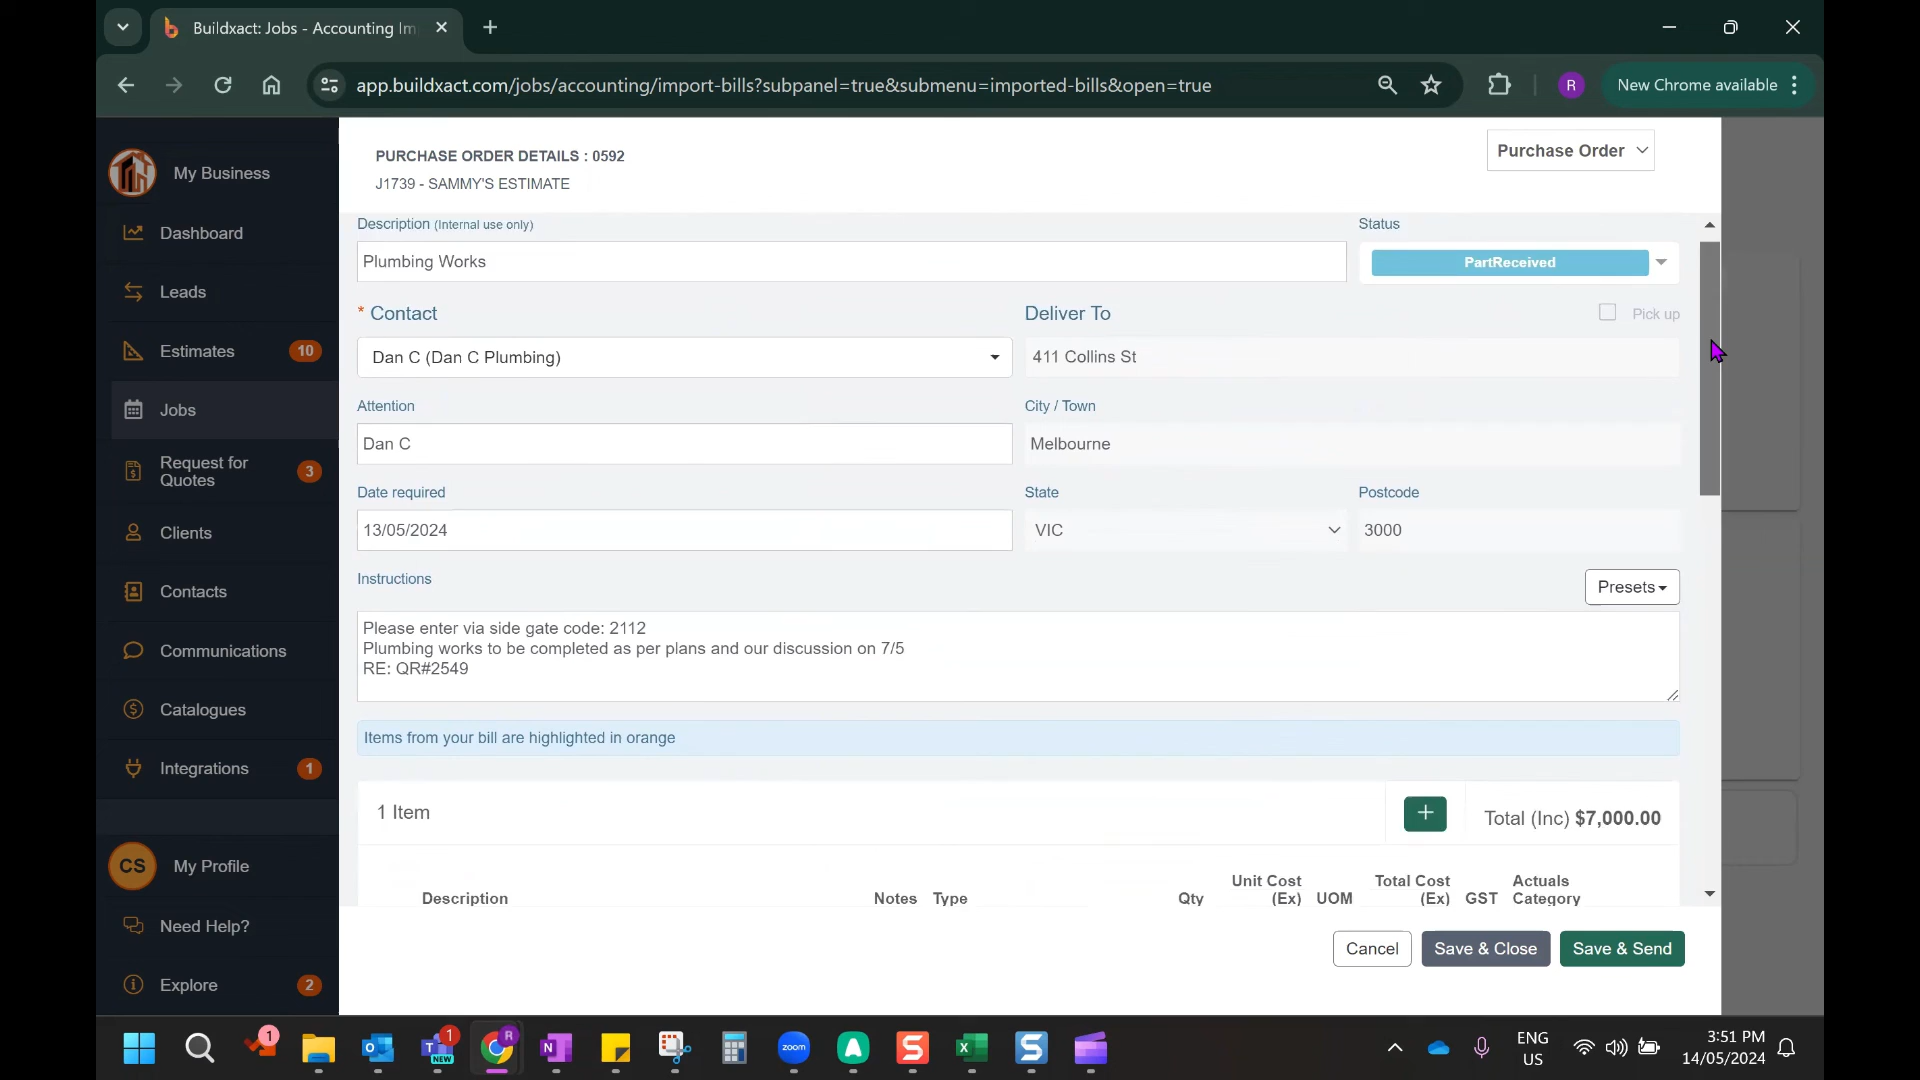 Buildxact: Jobs - Accounting Im
app.buildxact.com/jobs/accounting/import-bills?subpanel=true&submenu=imported-bills&open=true
R
New Chrome available
My Business
Dashboard
Leads
Estimates 10
Jobs
Request for
Quotes
3
Clients
Contacts
Communications
Catalogues
Integrations 1
CS My Profile
Need Help?
Explore 2
PURCHASE ORDER DETAILS : 0592
J1739 - SAMMY'S ESTIMATE
Purchase Order
Description (Internal use only)
Status
Plumbing Works
PartReceived
* Contact
Deliver To
Pick up
Dan C (Dan C Plumbing)
411 Collins St
Attention
City / Town
Dan C
Melbourne
Date required
State
Postcode
13/05/2024
VIC
3000
Instructions
Presets
Please enter via side gate code: 2112
Plumbing works to be completed as per plans and our discussion on 7/5
RE: QR#2549
Items from your bill are highlighted in orange
1 Item
+
Total (Inc) $7,000.00
Description
Notes
Type
Qty
Unit Cost
(Ex)
UOM
Total Cost
(Ex)
GST
Actuals
Category
Cancel
Save & Close
Save & Send
1
1
NEW
R
zoom
ENG
US
3:51 PM
14/05/2024